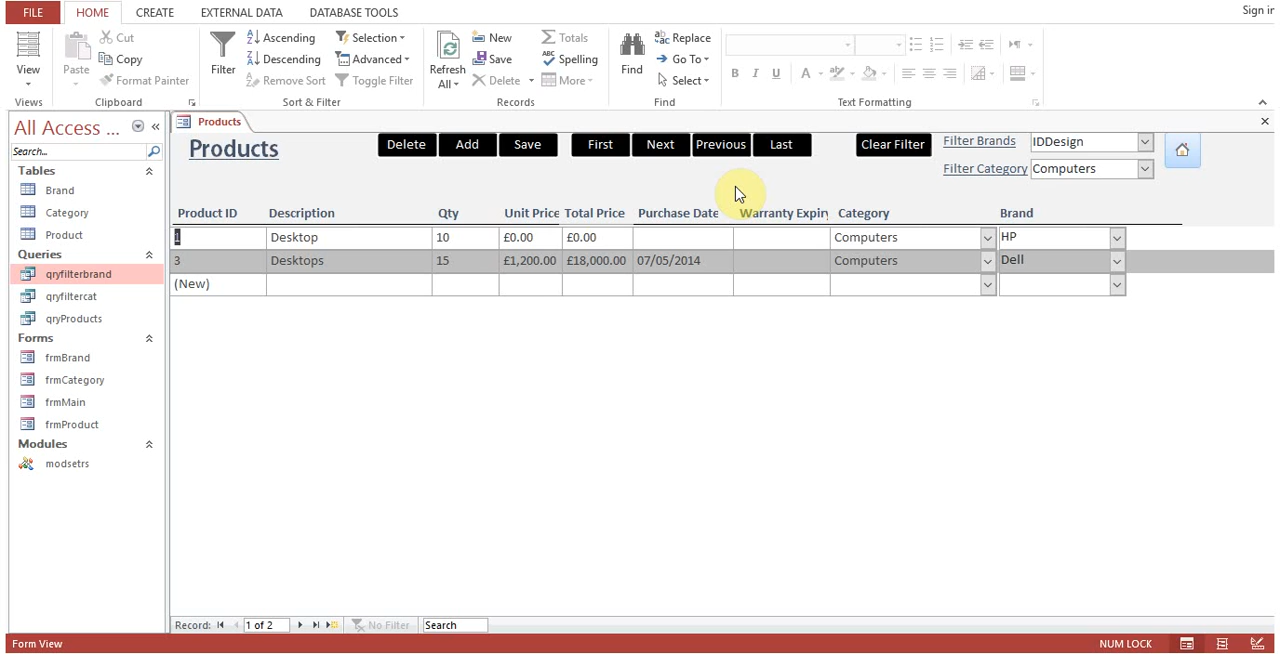 FILE HOME CREATE EXTERNAL DATA DATABASE TOOLS Sign in
View
Views
Paste
Cut
Copy
Format Painter
Clipboard
Filter
Ascending
Descending
Remove Sort
Selection
Advanced
Toggle Filter
Sort & Filter
Refresh
All
New
Save
Delete
Totals
Spelling
More
Records
Find
Replace
Go To
Select
Find
B I U A
Text Formatting
All Access ...
Search...
Tables
Brand
Category
Product
Queries
qryfilterbrand
qryfiltercat
qryProducts
Forms
frmBrand
frmCategory
frmMain
frmProduct
Modules
modsetrs
Products
Products
Delete Add Save First Next Previous Last Clear Filter
Filter Brands IDDesign
Filter Category Computers
Product ID Description Qty Unit Price Total Price Purchase Date Warranty Expiry Category Brand
1 Desktop 10 £0.00 £0.00 Computers HP
3 Desktops 15 £1,200.00 £18,000.00 07/05/2014 Computers Dell
(New)
Record: 1 of 2 No Filter Search
Form View NUM LOCK